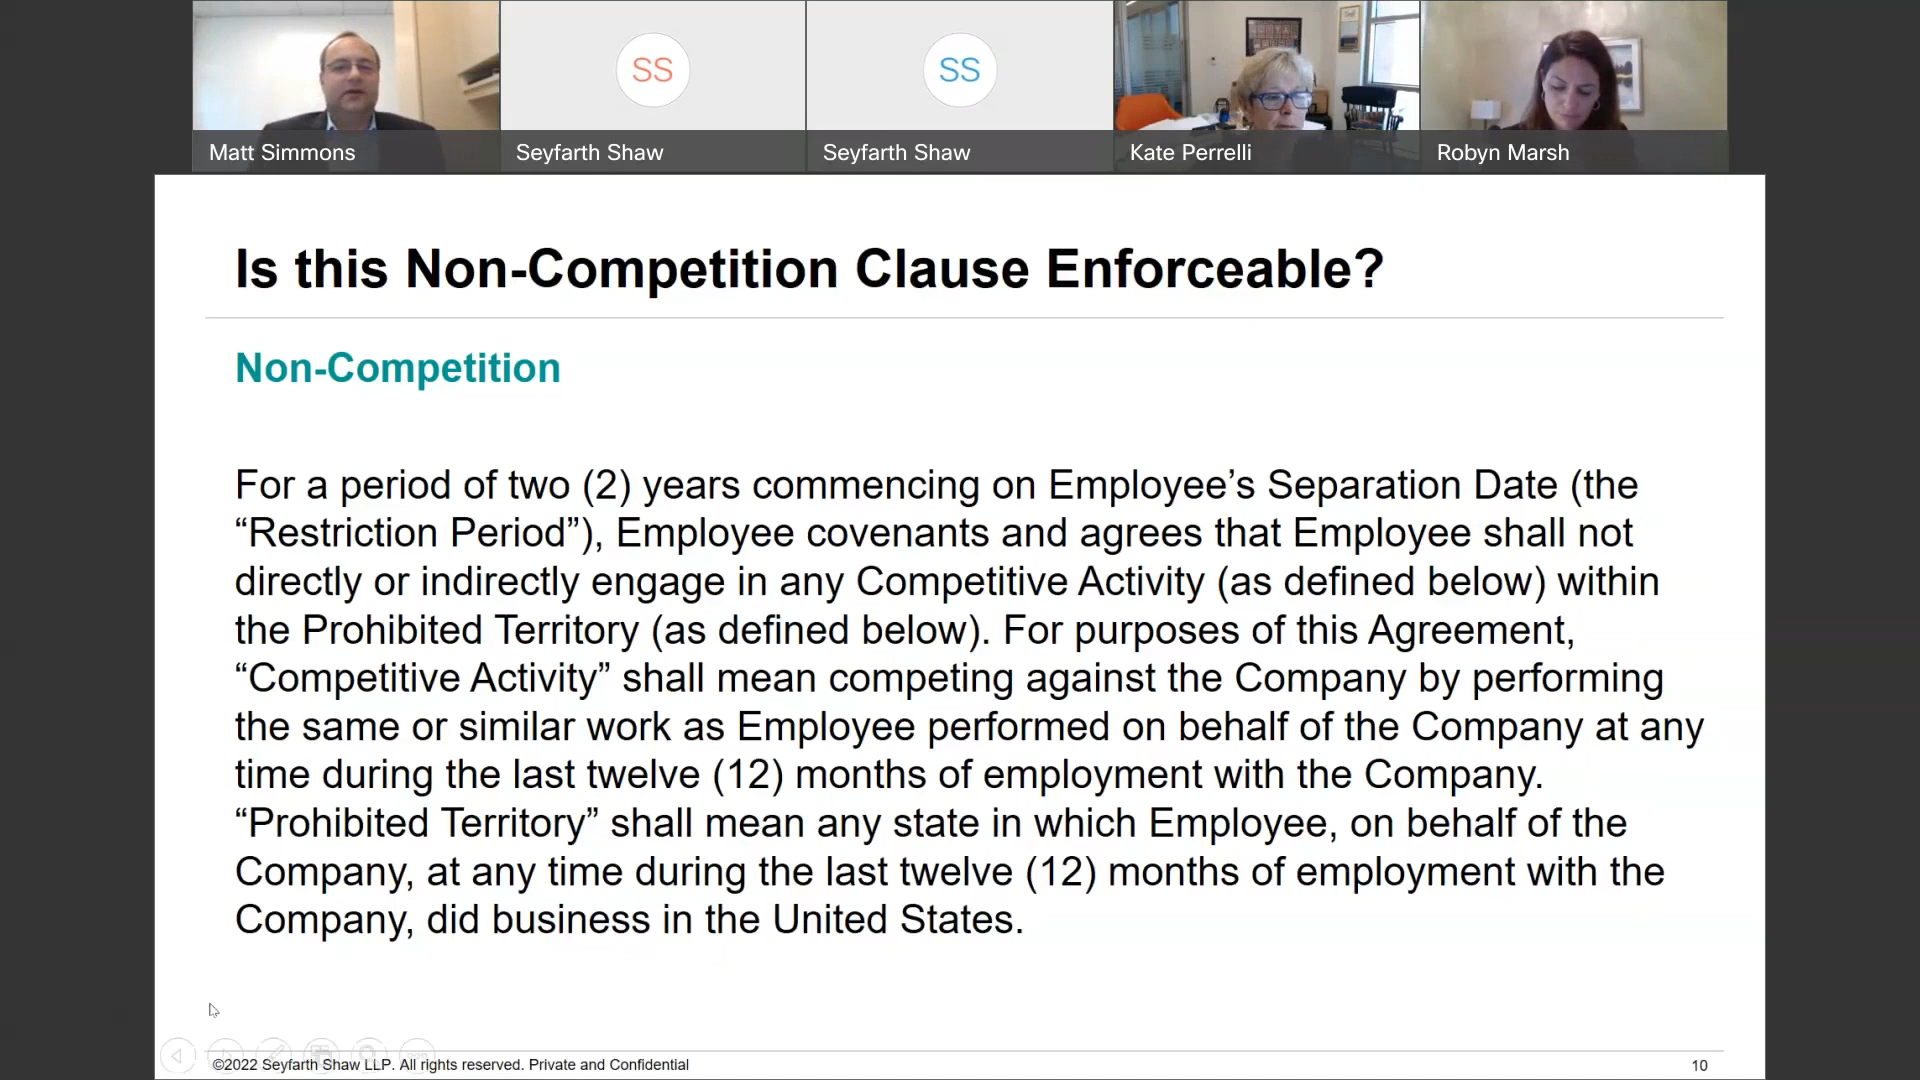 SS
SS
Matt Simmons
Seyfarth Shaw
Seyfarth Shaw
Kate Perrelli
Robyn Marsh
Is this Non-Competition Clause Enforceable?
Non-Competition
For a period of two (2) years commencing on Employee’s Separation Date (the
“Restriction Period”), Employee covenants and agrees that Employee shall not
directly or indirectly engage in any Competitive Activity (as defined below) within
the Prohibited Territory (as defined below). For purposes of this Agreement,
“Competitive Activity” shall mean competing against the Company by performing
the same or similar work as Employee performed on behalf of the Company at any
time during the last twelve (12) months of employment with the Company.
“Prohibited Territory” shall mean any state in which Employee, on behalf of the
Company, at any time during the last twelve (12) months of employment with the
Company, did business in the United States.
©2022 Seyfarth Shaw LLP. All rights reserved. Private and Confidential
10